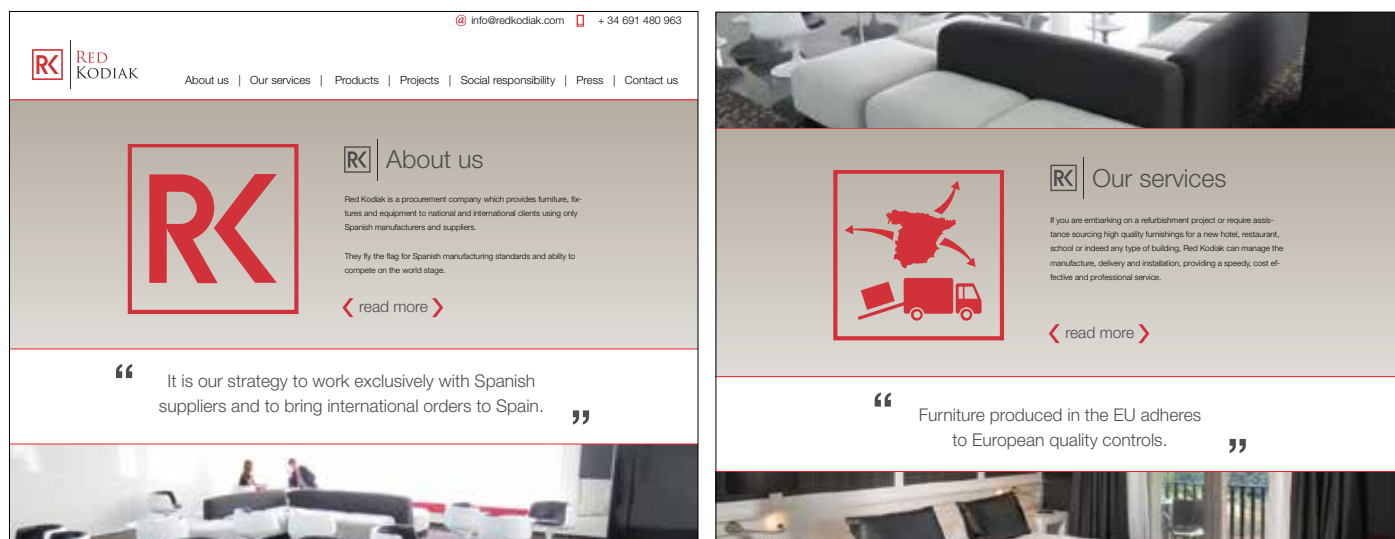 @ info@redkodiak.com + 34 691 480 963
RK RED
KODIAK
About us | Our services | Products | Projects | Social responsibility | Press | Contact us
RK
RK About us
Red Kodiak is a procurement company which provides furniture, fix-
tures and equipment to national and international clients using only
Spanish manufacturers and suppliers.
They fly the flag for Spanish manufacturing standards and ability to
compete on the world stage.
❮ read more ❯
“ It is our strategy to work exclusively with Spanish
suppliers and to bring international orders to Spain. ”
RK Our services
If you are embarking on a refurbishment project or require assis-
tance sourcing high quality furnishings for a new hotel, restaurant,
school or indeed any type of building, Red Kodiak can manage the
manufacture, delivery and installation, providing a speedy, cost ef-
fective and professional service.
❮ read more ❯
“ Furniture produced in the EU adheres
to European quality controls. ”